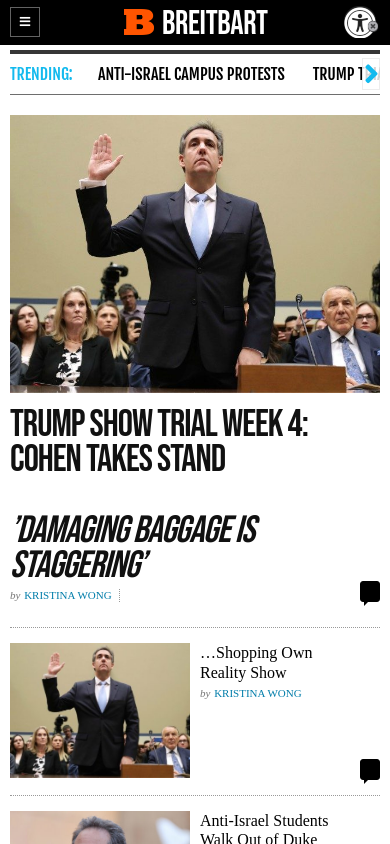 BREITBART
TRENDING: ANTI-ISRAEL CAMPUS PROTESTS TRUMP
TRUMP SHOW TRIAL WEEK 4:
COHEN TAKES STAND
'DAMAGING BAGGAGE IS
STAGGERING'
by KRISTINA WONG
…Shopping Own
Reality Show
by KRISTINA WONG
Anti-Israel Students
Walk Out of Duke